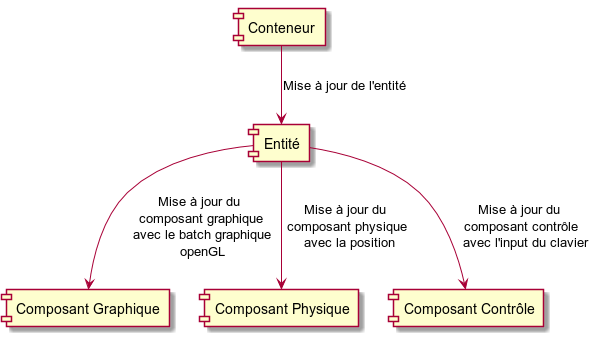 Conteneur
Mise à jour de l'entité
Entité
Mise à jour du
composant graphique
avec le batch graphique
openGL
Mise à jour du
composant physique
avec la position
Mise à jour du
composant contrôle
avec l'input du clavier
Composant Graphique
Composant Physique
Composant Contrôle